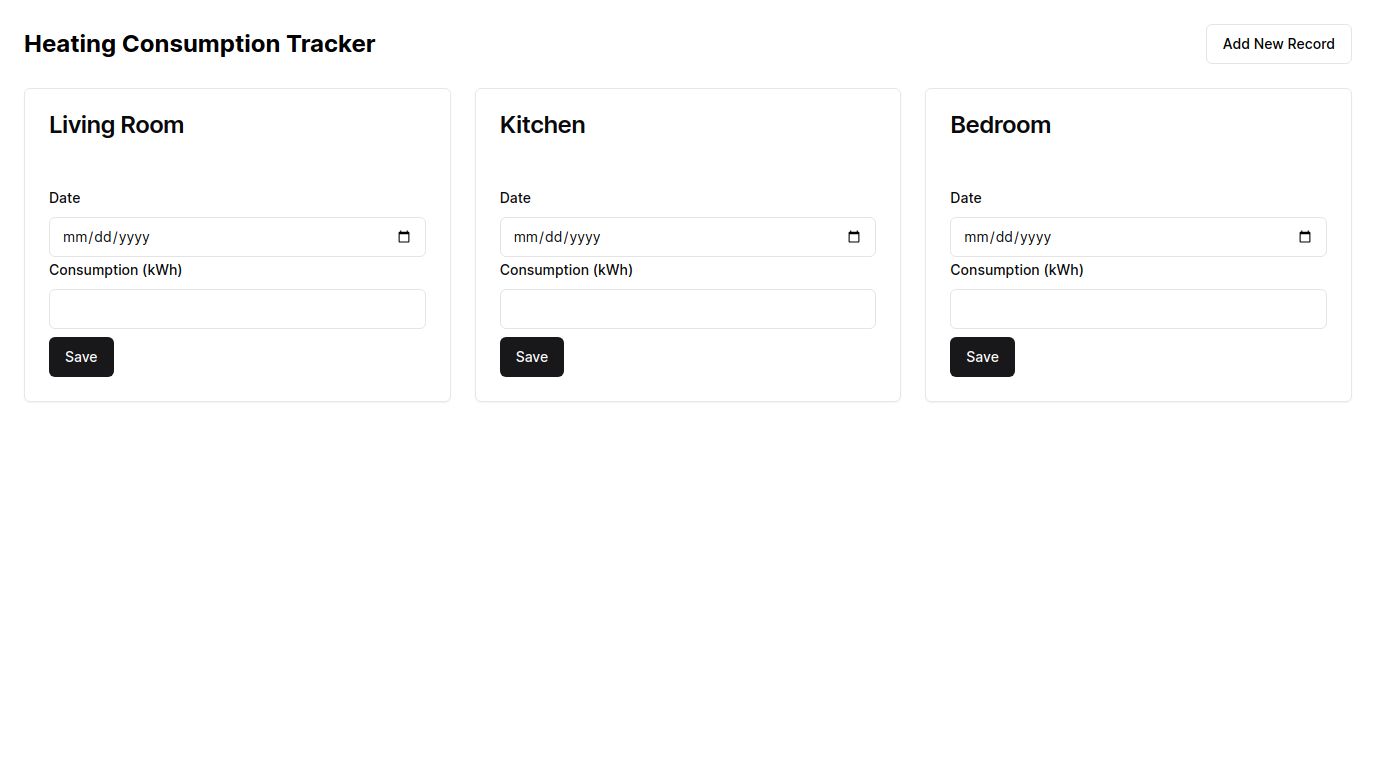 Heating Consumption Tracker
Add New Record
Living Room
Date
mm/dd/yyyy
Consumption (kWh)
Save
Kitchen
Date
mm/dd/yyyy
Consumption (kWh)
Save
Bedroom
Date
mm/dd/yyyy
Consumption (kWh)
Save